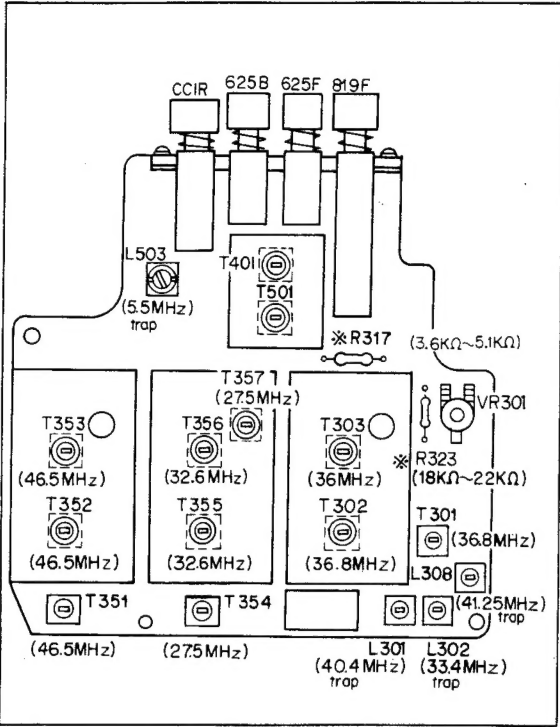 CCIR 625B 625F 819F
L503
(5.5MHz)
trap
T401
T501
※R317
(3.6KΩ~5.1KΩ)
T357
(27.5MHz)
VR301
T353
T356
T303
(46.5MHz)
(32.6MHz)
(36MHz)
※ R323
(18KΩ~22KΩ)
T352
T355
T302
T301
(46.5MHz)
(32.6MHz)
(36.8MHz)
(36.8MHz)
L308
T351
T354
(41.25MHz)
trap
(46.5MHz)
(27.5MHz)
L301
L302
(40.4MHz)
(33.4MHz)
trap
trap